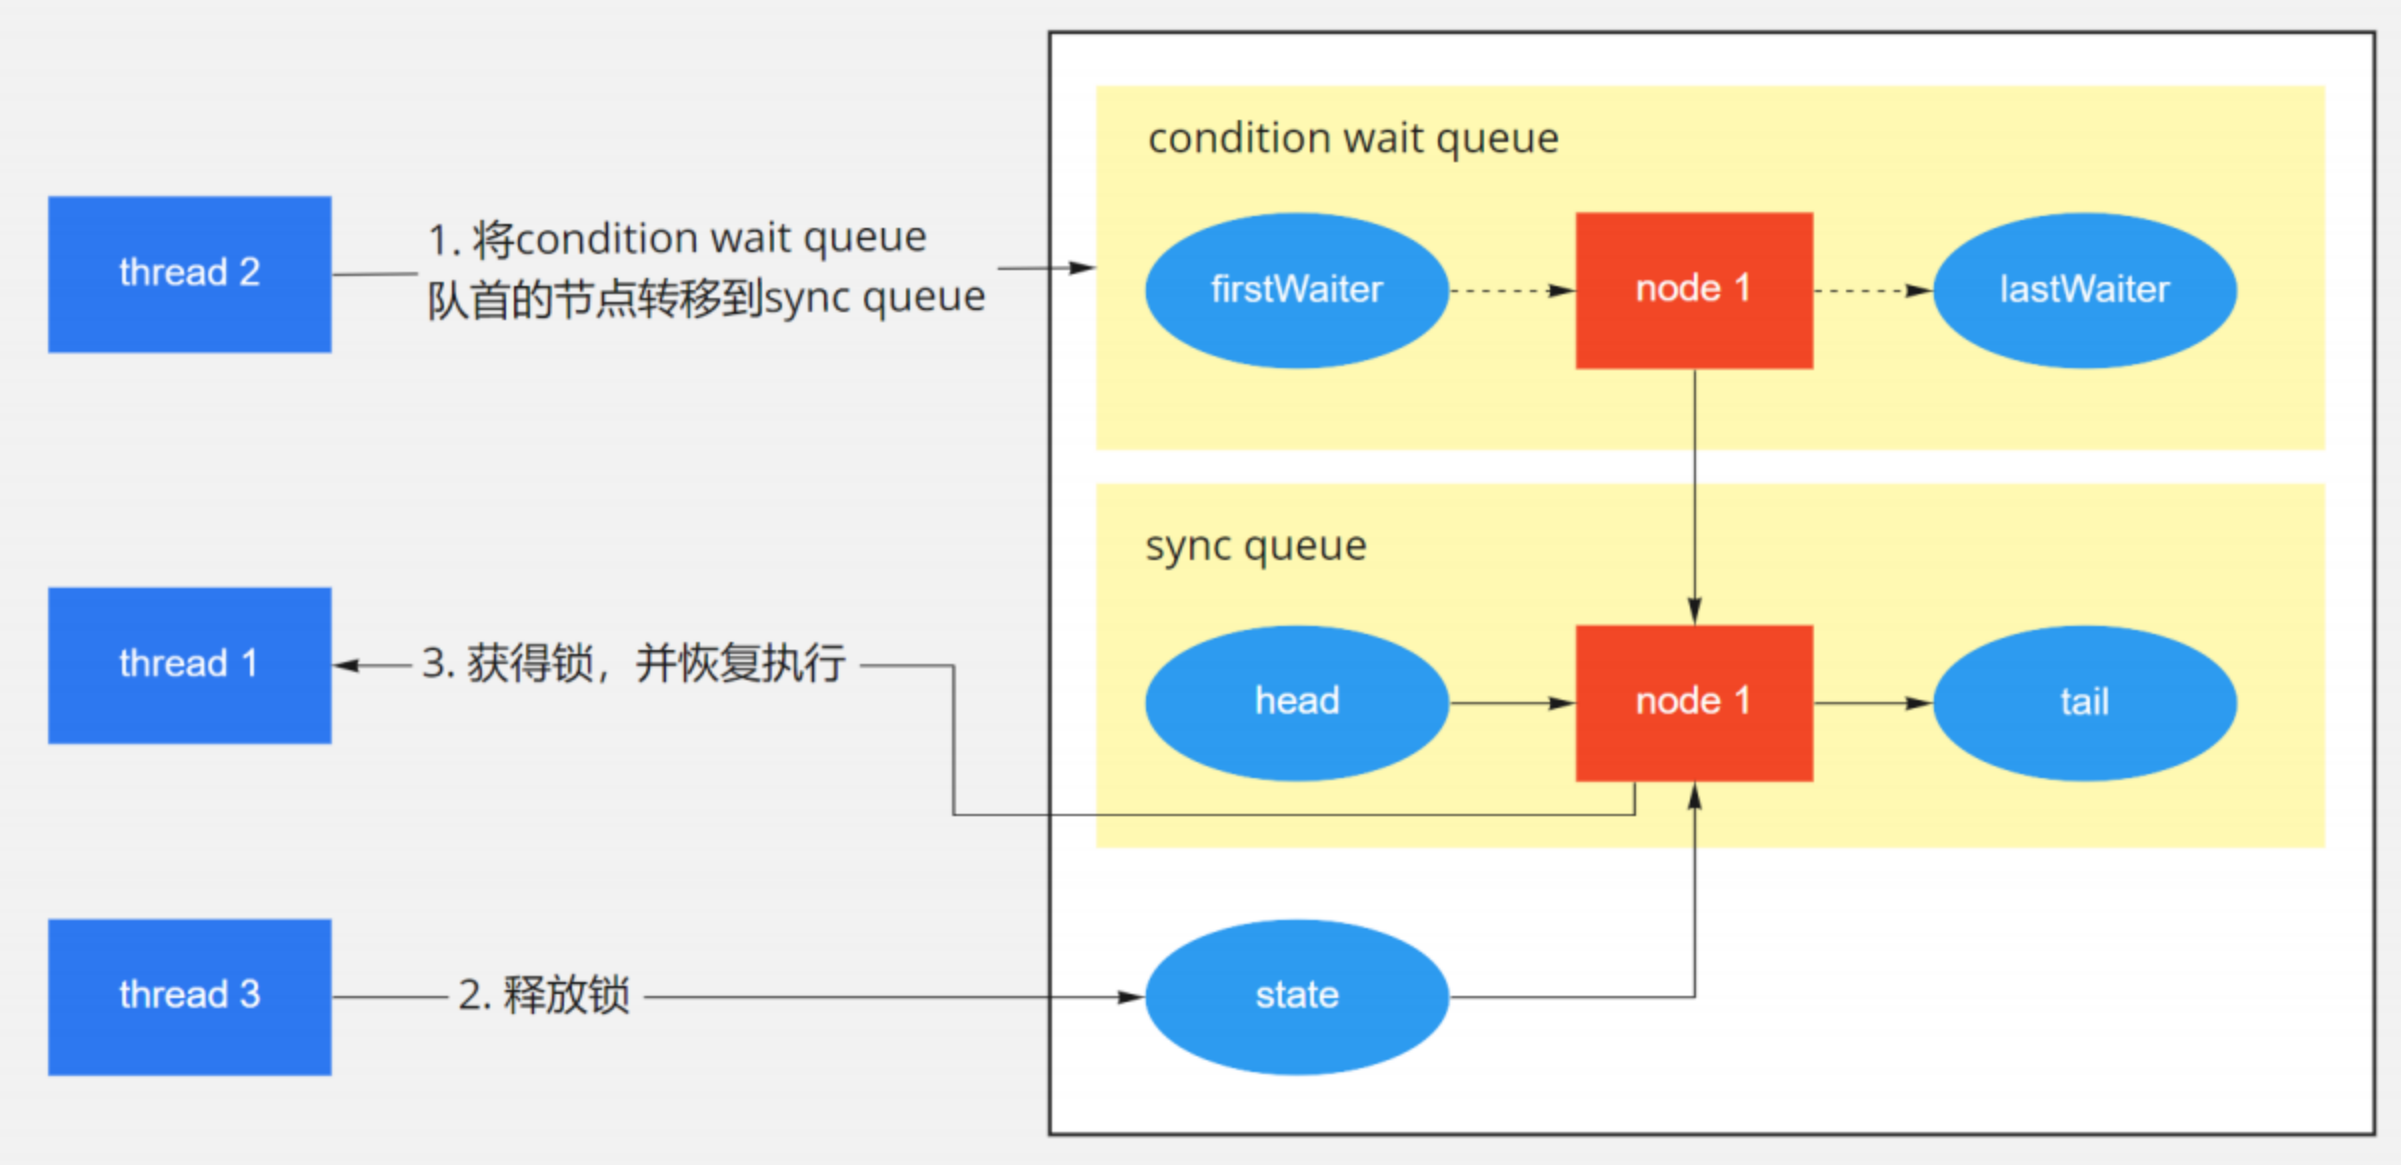 condition wait queue
thread 2
1. 将condition wait queue
队首的节点转移到sync queue
firstWaiter
node 1
lastWaiter
sync queue
thread 1
3. 获得锁，并恢复执行
head
node 1
tail
thread 3
2. 释放锁
state